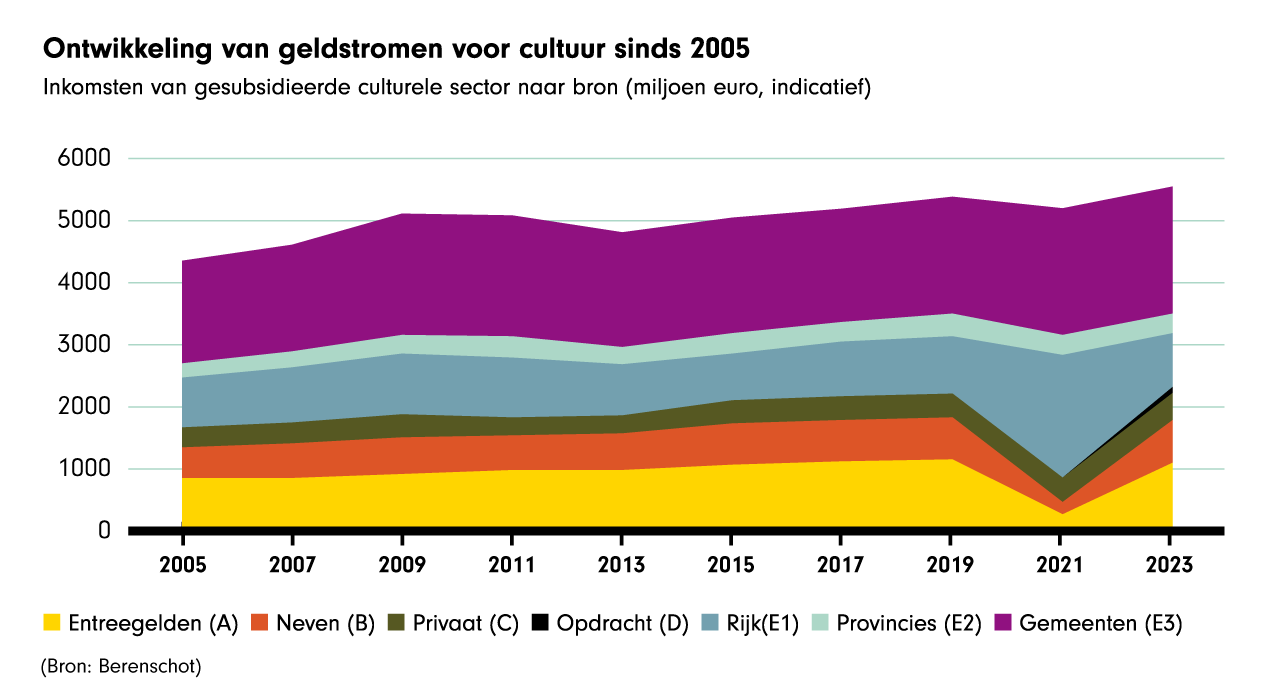 Ontwikkeling van geldstromen voor cultuur sinds 2005
Inkomsten van gesubsidieerde culturele sector naar bron (miljoen euro, indicatief)
6000
5000
4000
3000
2000
1000
0
2005 2007 2009 2011 2013 2015 2017 2019 2021 2023
Entreegelden (A) Neven (B) Privaat (C) Opdracht (D) Rijk(E1) Provincies (E2) Gemeenten (E3)
(Bron: Berenschot)